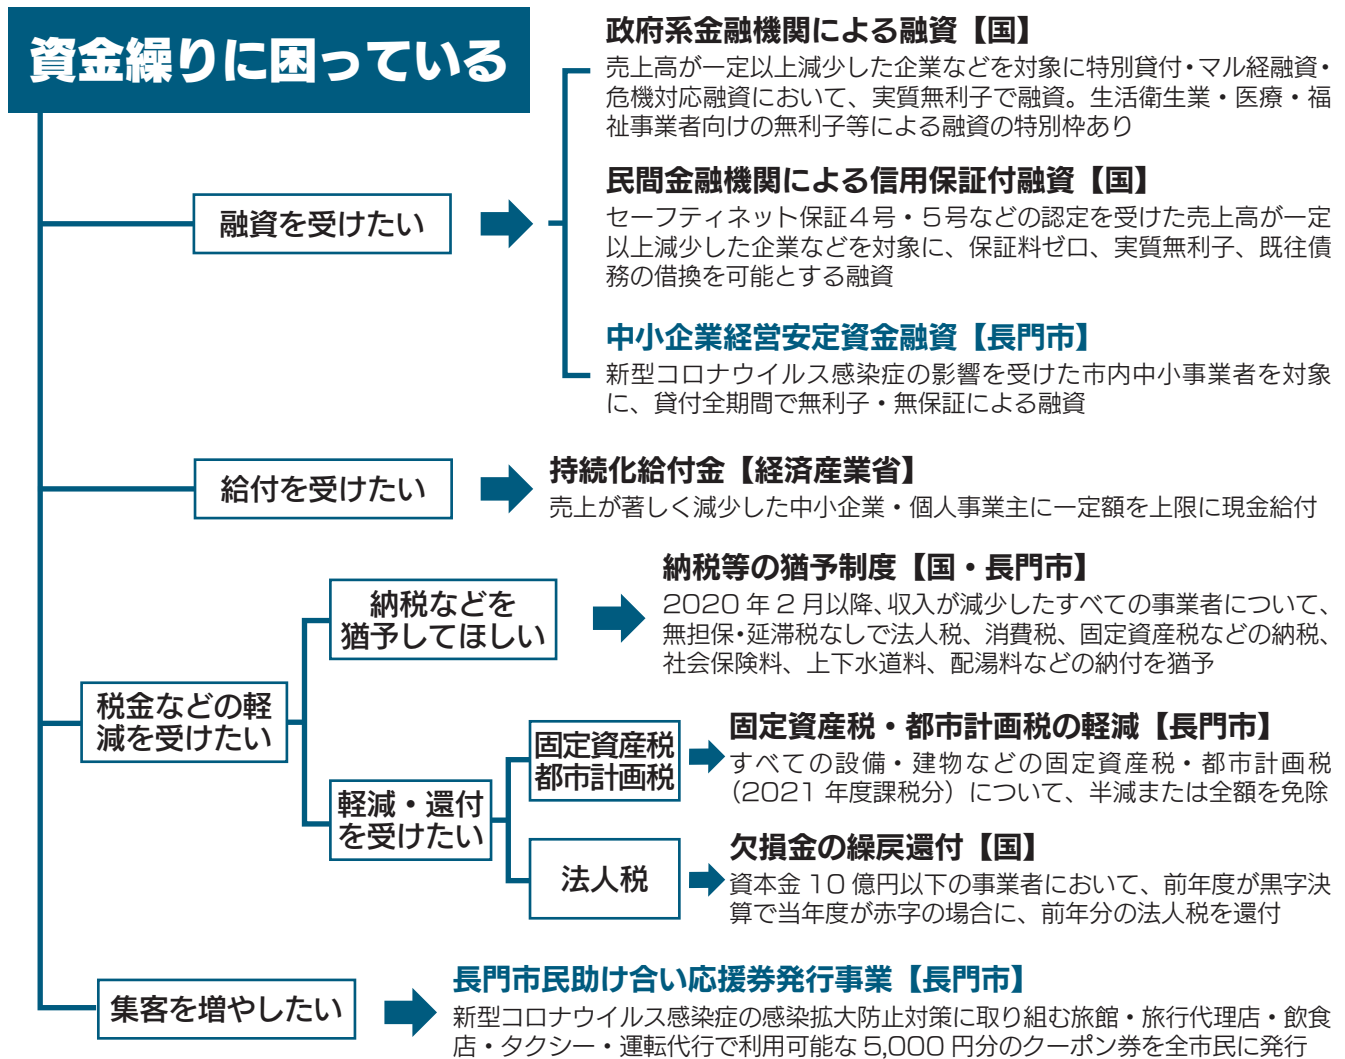 資金繰りに困っている
融資を受けたい
政府系金融機関による融資【国】
売上高が一定以上減少した企業などを対象に特別貸付・マル経融資・
危機対応融資において、実質無利子で融資。生活衛生業・医療・福
祉事業者向けの無利子等による融資の特別枠あり
民間金融機関による信用保証付融資【国】
セーフティネット保証４号・５号などの認定を受けた売上高が一定
以上減少した企業などを対象に、保証料ゼロ、実質無利子、既往債
務の借換を可能とする融資
中小企業経営安定資金融資【長門市】
新型コロナウイルス感染症の影響を受けた市内中小事業者を対象
に、貸付全期間で無利子・無保証による融資
給付を受けたい
持続化給付金【経済産業省】
売上が著しく減少した中小企業・個人事業主に一定額を上限に現金給付
税金などの軽
減を受けたい
納税などを
猶予してほしい
納税等の猶予制度【国・長門市】
2020 年 2 月以降、収入が減少したすべての事業者について、
無担保・延滞税なしで法人税、消費税、固定資産税などの納税、
社会保険料、上下水道料、配湯料などの納付を猶予
軽減・還付
を受けたい
固定資産税
都市計画税
固定資産税・都市計画税の軽減【長門市】
すべての設備・建物などの固定資産税・都市計画税
（2021 年度課税分）について、半減または全額を免除
法人税
欠損金の繰戻還付【国】
資本金 10 億円以下の事業者において、前年度が黒字決
算で当年度が赤字の場合に、前年分の法人税を還付
集客を増やしたい
長門市民助け合い応援券発行事業【長門市】
新型コロナウイルス感染症の感染拡大防止対策に取り組む旅館・旅行代理店・飲食
店・タクシー・運転代行で利用可能な 5,000 円分のクーポン券を全市民に発行